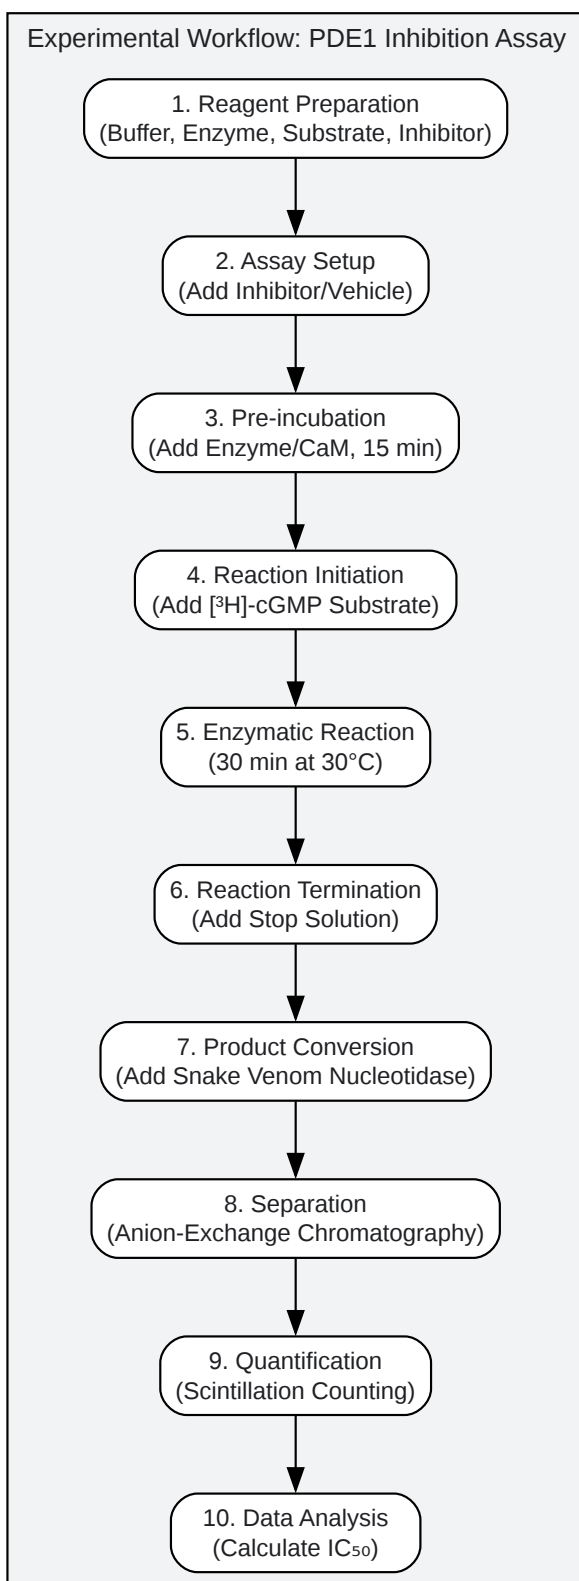 Experimental Workflow: PDE1 Inhibition Assay
1. Reagent Preparation
(Buffer, Enzyme, Substrate, Inhibitor)
2. Assay Setup
(Add Inhibitor/Vehicle)
3. Pre-incubation
(Add Enzyme/CaM, 15 min)
4. Reaction Initiation
(Add [³H]-cGMP Substrate)
5. Enzymatic Reaction
(30 min at 30°C)
6. Reaction Termination
(Add Stop Solution)
7. Product Conversion
(Add Snake Venom Nucleotidase)
8. Separation
(Anion-Exchange Chromatography)
9. Quantification
(Scintillation Counting)
10. Data Analysis
(Calculate IC₅₀)